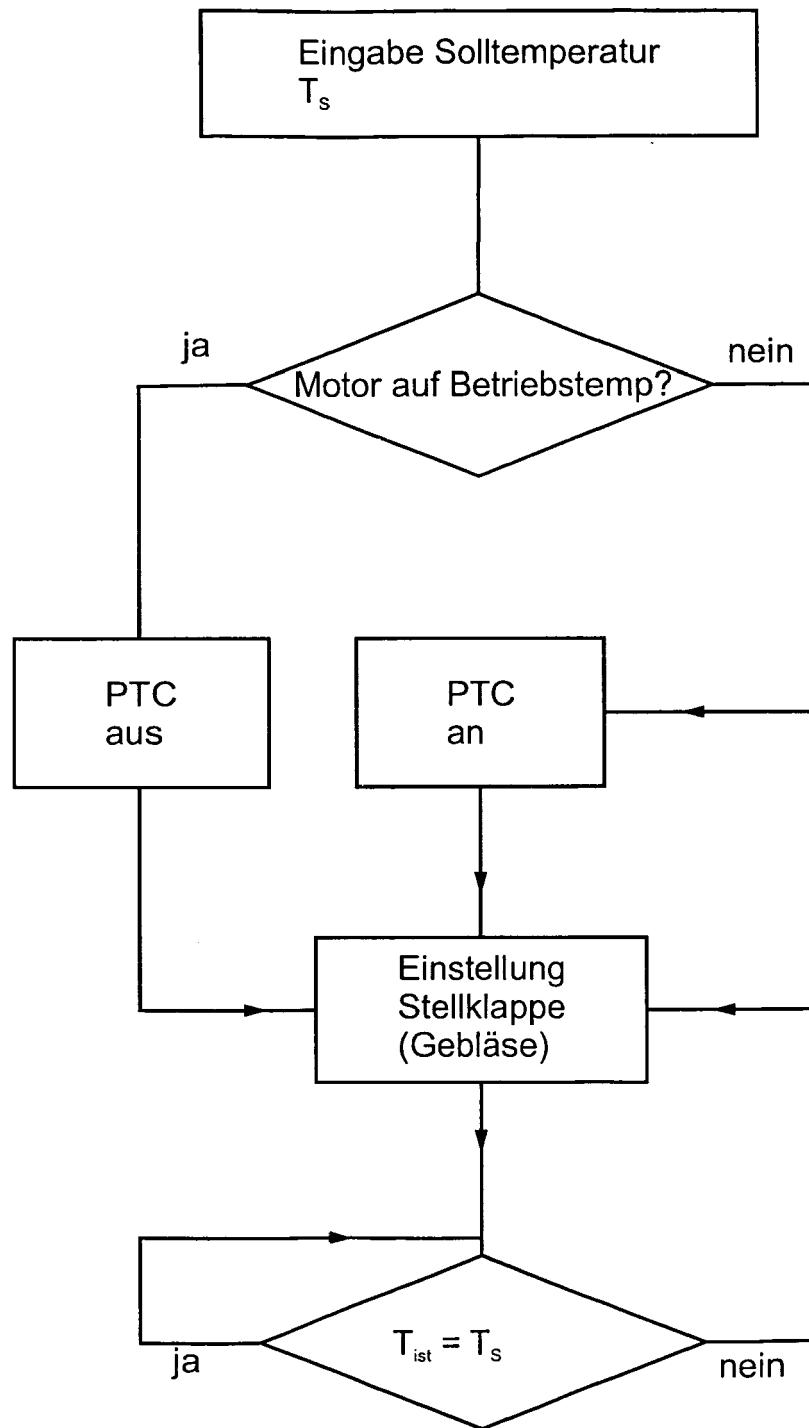 Eingabe Solltemperatur
Ts
ja
nein
Motor auf Betriebstemp?
PTC
aus
PTC
an
Einstellung
Stellklappe
(Gebläse)
Tist = Ts
ja
nein